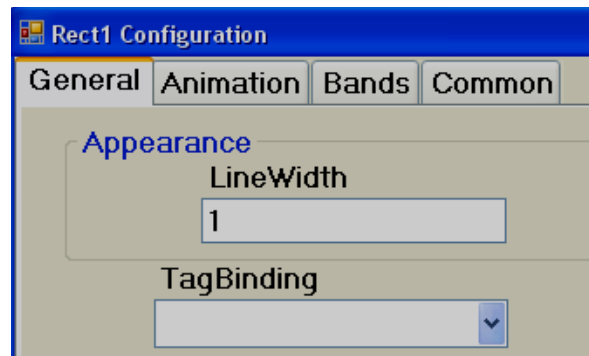 Rect1 Configuration
General Animation Bands Common
Appearance
LineWidth
1
TagBinding